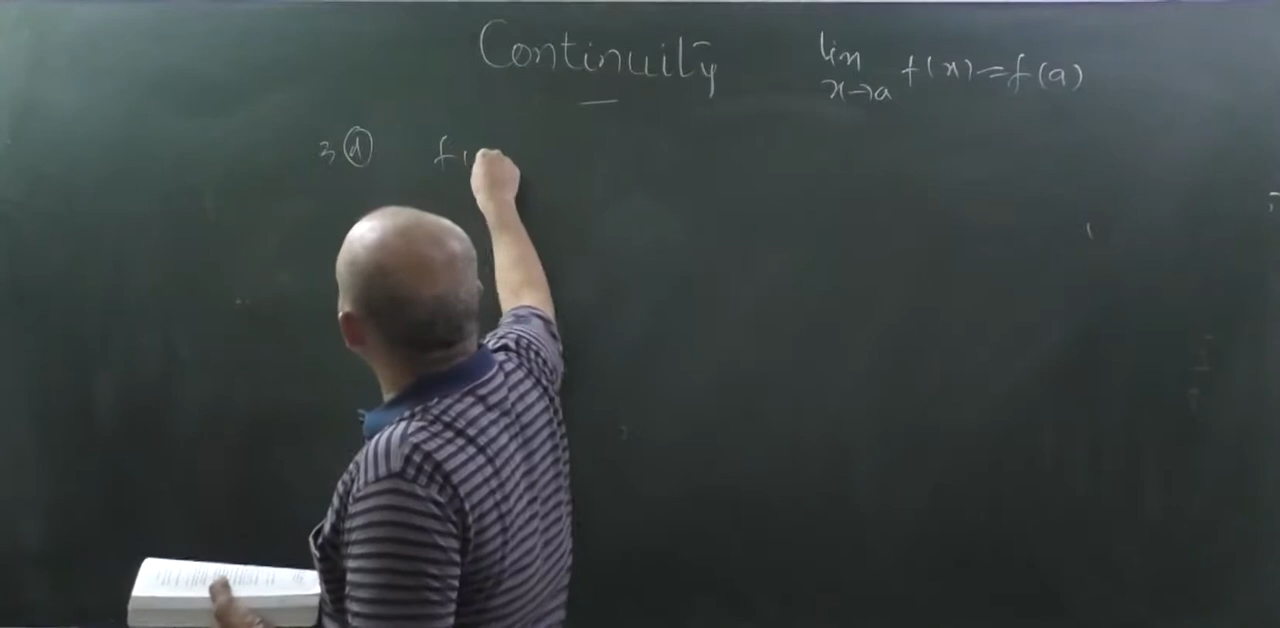 Continuity
lim x→a f(x)=f(a)
3 (d) f(